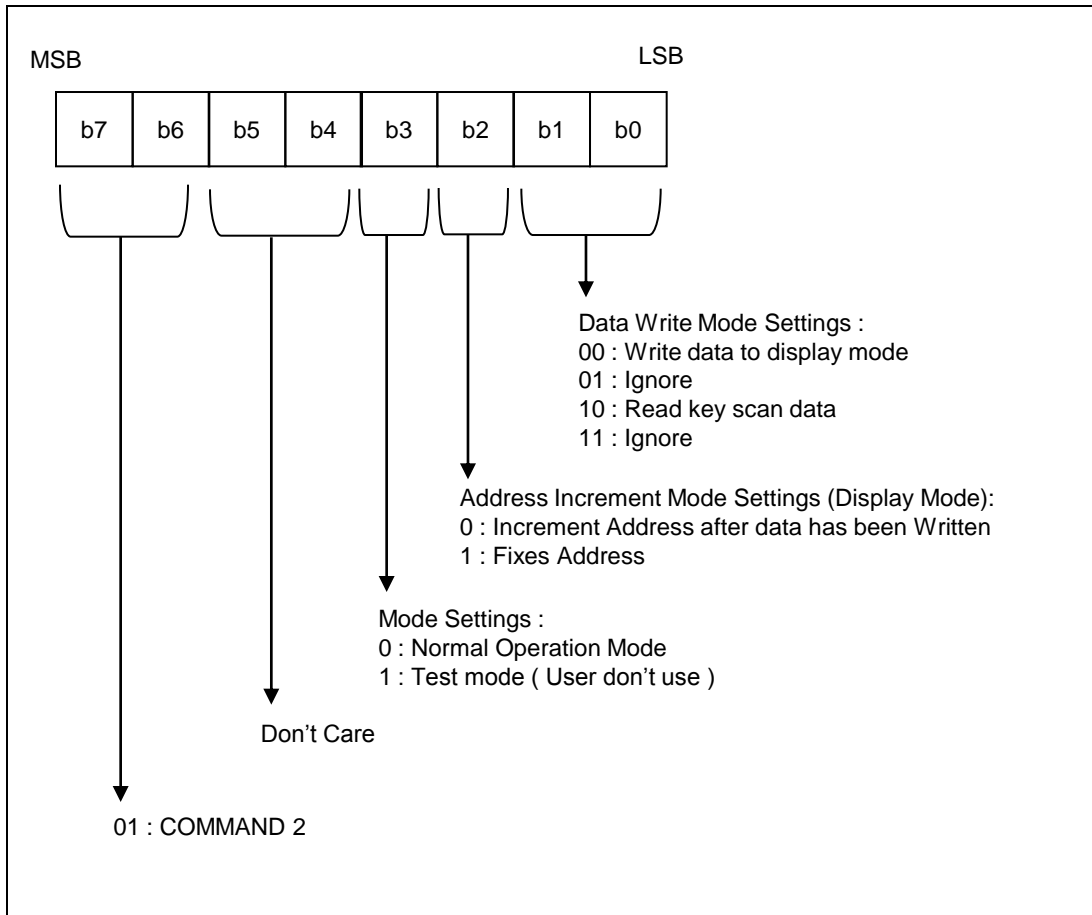 MSB
LSB
b7 b6 b5 b4 b3 b2 b1 b0
Data Write Mode Settings :
00 : Write data to display mode
01 : Ignore
10 : Read key scan data
11 : Ignore
Address Increment Mode Settings (Display Mode):
0 : Increment Address after data has been Written
1 : Fixes Address
Mode Settings :
0 : Normal Operation Mode
1 : Test mode ( User don't use )
Don't Care
01 : COMMAND 2